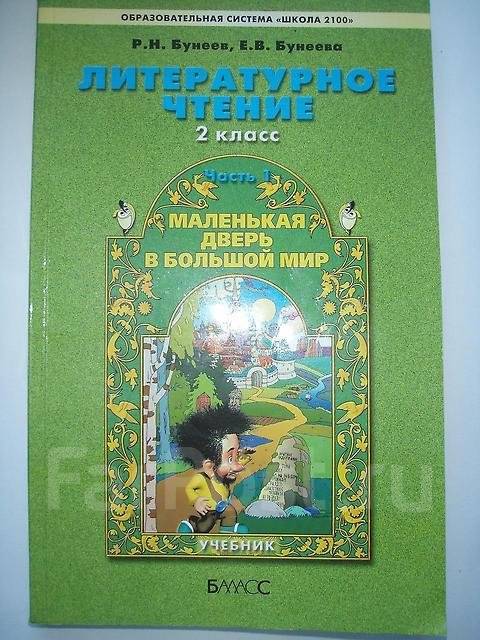 ОБРАЗОВАТЕЛЬНАЯ СИСТЕМА «ШКОЛА 2100»
Р.Н. Бунеев, Е.В. Бунеева
ЛИТЕРАТУРНОЕ
ЧТЕНИЕ
2 класс
Часть 1
МАЛЕНЬКАЯ
ДВЕРЬ
В БОЛЬШОЙ МИР
УЧЕБНИК
БАЛАСС